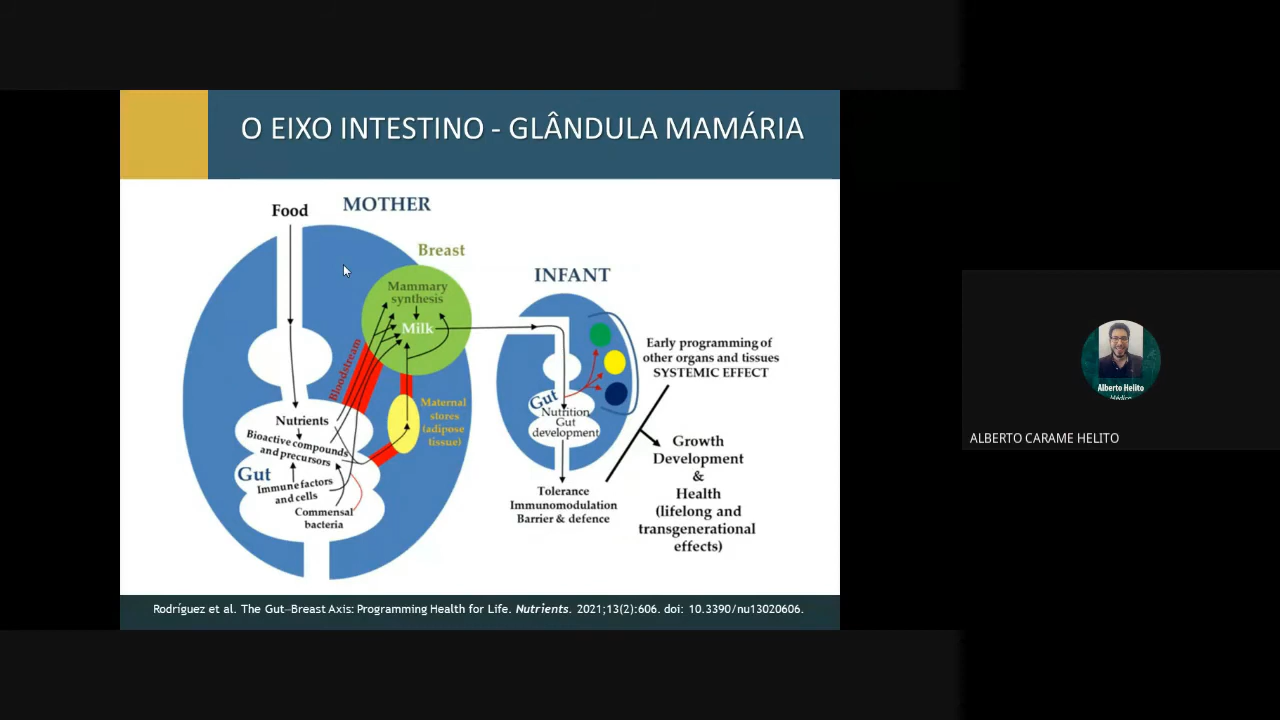 O EIXO INTESTINO - GLÂNDULA MAMÁRIA
Food
MOTHER
Breast
Mammary
synthesis
Milk
Bloodstream
Maternal
stores
(adipose
tissue)
Nutrients
Bioactive compounds
and precursors
Gut
Immune factors
and cells
Commensal
bacteria
INFANT
Gut
Nutrition
Gut
development
Tolerance
Immunomodulation
Barrier & defence
Early programming of
other organs and tissues
SYSTEMIC EFFECT
Growth
Development
&
Health
(lifelong and
transgenerational
effects)
Rodríguez et al. The Gut–Breast Axis: Programming Health for Life. Nutrients. 2021;13(2):606. doi: 10.3390/nu13020606.
Alberto Helito
Médico
ALBERTO CARAME HELITO